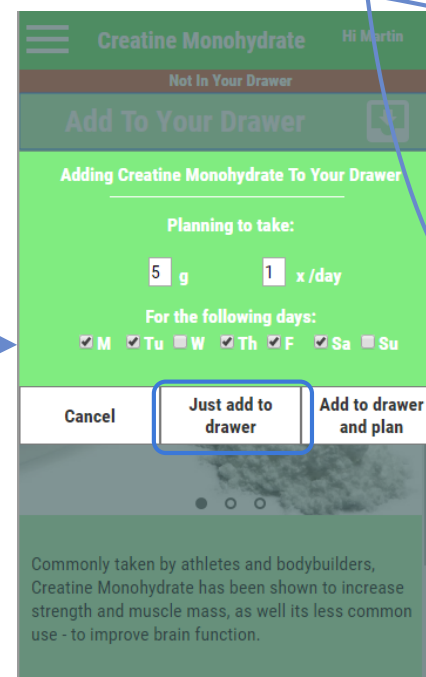 Creatine Monohydrate Hi Martin
Not In Your Drawer
Add To Your Drawer
Adding Creatine Monohydrate To Your Drawer
Planning to take:
5 g 1 x /day
For the following days:
M Tu W Th F Sa Su
Cancel Just add to drawer Add to drawer and plan
Commonly taken by athletes and bodybuilders,
Creatine Monohydrate has been shown to increase
strength and muscle mass, as well its less common
use - to improve brain function.